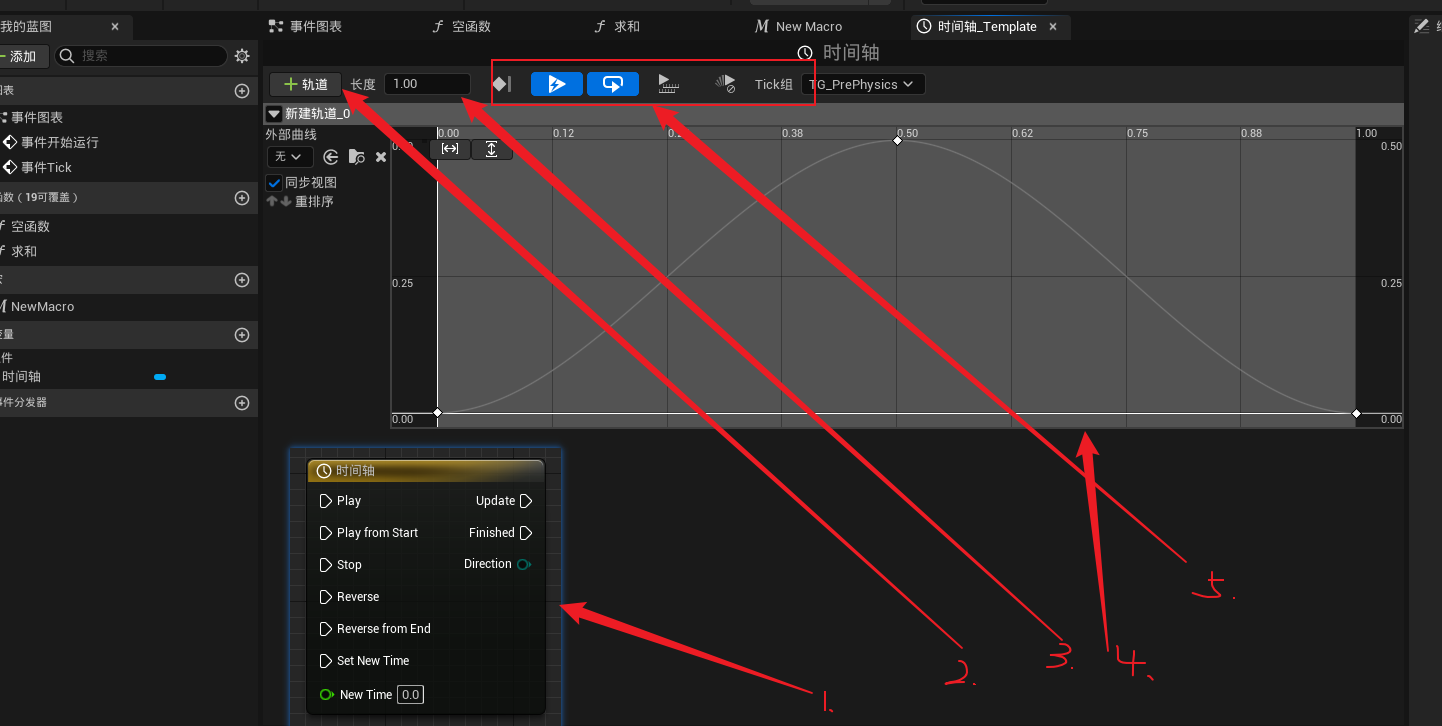 我的蓝图
事件图表
空函数
求和
New Macro
时间轴_Template
添加
搜索
时间轴
轨道
长度
1.00
Tick组
TG_PrePhysics
新建轨道_0
外部曲线
无
同步视图
重排序
0.00
0.12
0.38
0.50
0.62
0.75
0.88
1.00
0.50
0.25
0.25
0.00
0.00
事件图表
事件开始运行
事件Tick
函数（19可覆盖）
空函数
求和
NewMacro
变量
时间轴
事件分发器
时间轴
Play
Update
Play from Start
Finished
Stop
Direction
Reverse
Reverse from End
Set New Time
New Time
0.0
1.
2.
3.
4.
5.